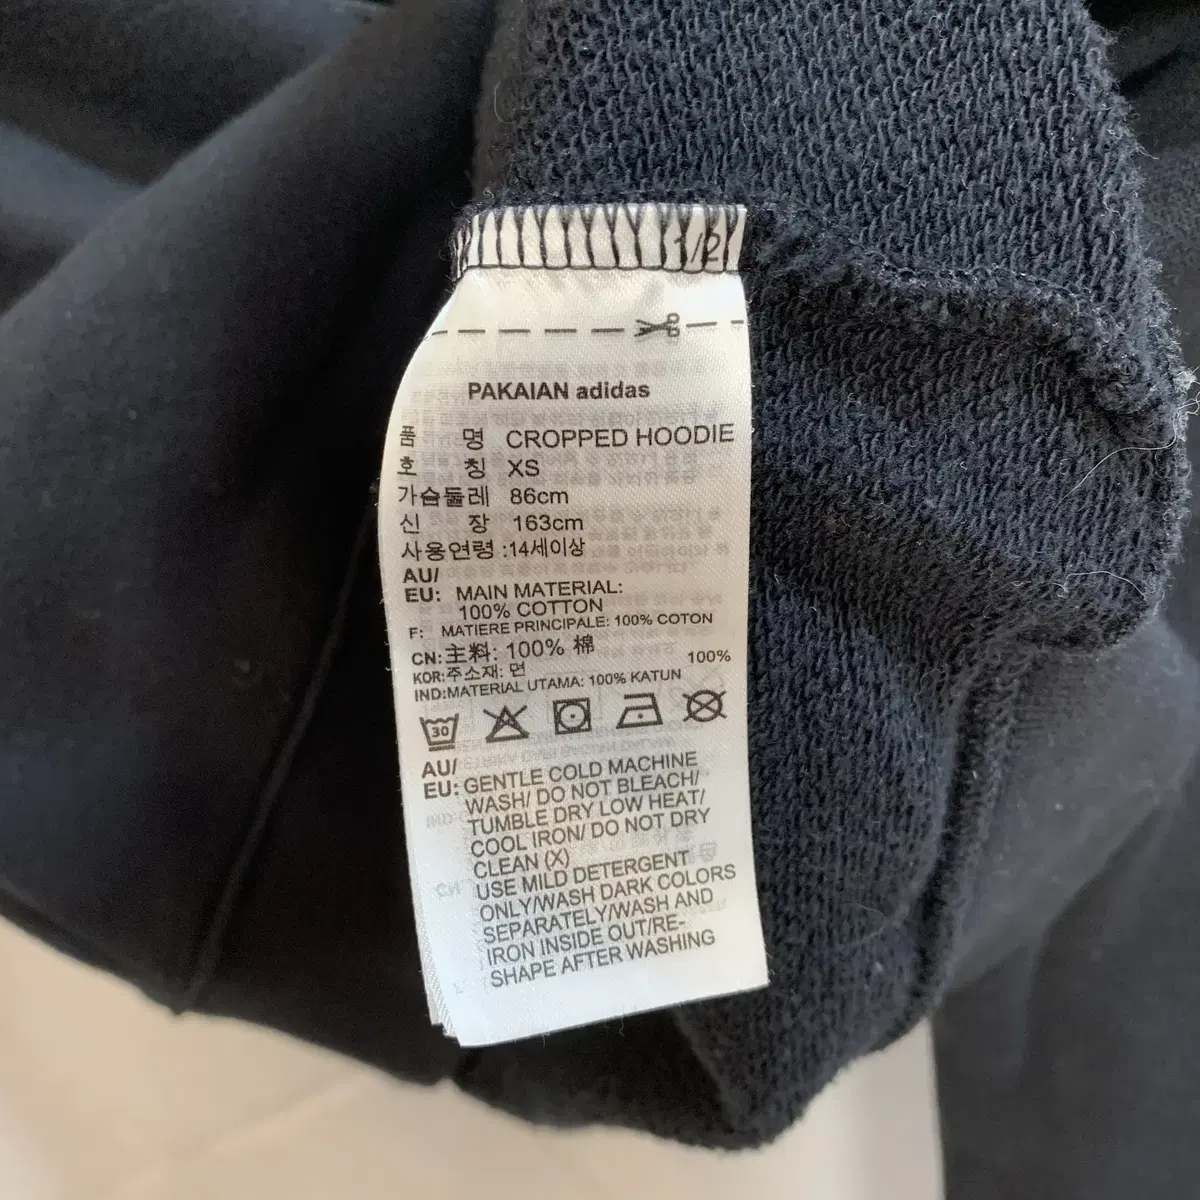 1/2
PAKAIAN adidas
품 명 CROPPED HOODIE
호 칭 XS
가슴둘레 86cm
신 장 163cm
사용연령 :14세이상
AU/
EU: MAIN MATERIAL:
100% COTTON
F: MATIERE PRINCIPALE: 100% COTON
CN:主料: 100% 棉
KOR:주소재: 면 100%
IND:MATERIAL UTAMA: 100% KATUN
30
AU/
EU: GENTLE COLD MACHINE
WASH/ DO NOT BLEACH/
TUMBLE DRY LOW HEAT/
COOL IRON/ DO NOT DRY
CLEAN (X)
USE MILD DETERGENT
ONLY/WASH DARK COLORS
SEPARATELY/WASH AND
IRON INSIDE OUT/RE-
SHAPE AFTER WASHING